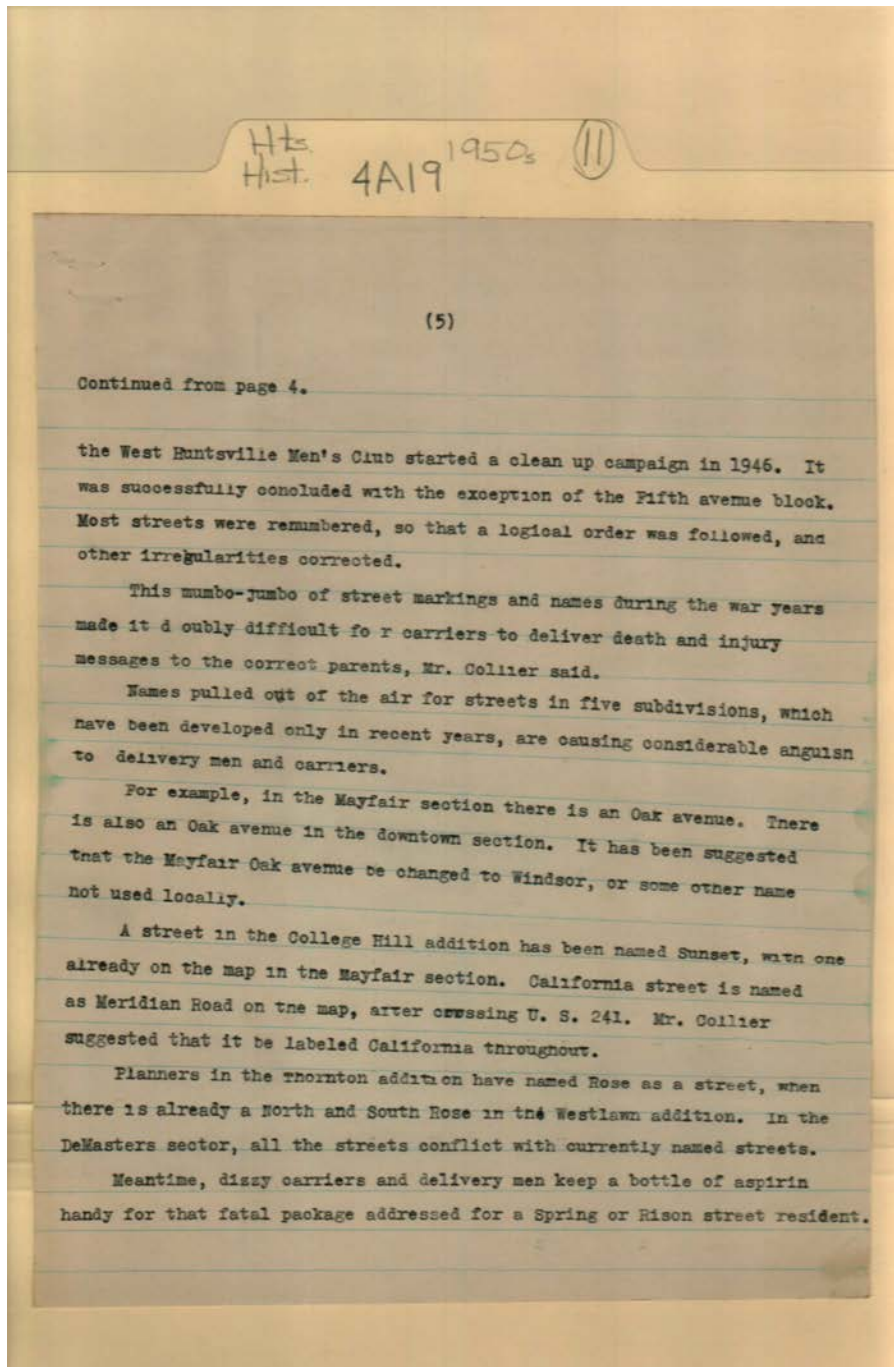 Hts. 1950s (11)
Hist. 4A19
(5)
Continued from page 4.
the West Huntsville Men's Club started a clean up campaign in 1946. It
was successfully concluded with the exception of the Fifth avenue block.
Most streets were renumbered, so that a logical order was followed, and
other irregularities corrected.
This mumbo-jumbo of street markings and names during the war years
made it d oubly difficult fo r carriers to deliver death and injury
messages to the correct parents, Mr. Collier said.
Names pulled out of the air for streets in five subdivisions, which
have been developed only in recent years, are causing considerable anguish
to delivery men and carriers.
For example, in the Mayfair section there is an Oak avenue. There
is also an Oak avenue in the downtown section. It has been suggested
that the Mayfair Oak avenue be changed to Windsor, or some other name
not used locally.
A street in the College Hill addition has been named Sunset, with one
already on the map in the Mayfair section. California street is named
as Meridian Road on the map, after crossing U. S. 241. Mr. Collier
suggested that it be labeled California throughout.
Planners in the Thornton addition have named Rose as a street, when
there is already a North and South Rose in the Westlawn addition. In the
DeMasters sector, all the streets conflict with currently named streets.
Meantime, dizzy carriers and delivery men keep a bottle of aspirin
handy for that fatal package addressed for a Spring or Rison street resident.